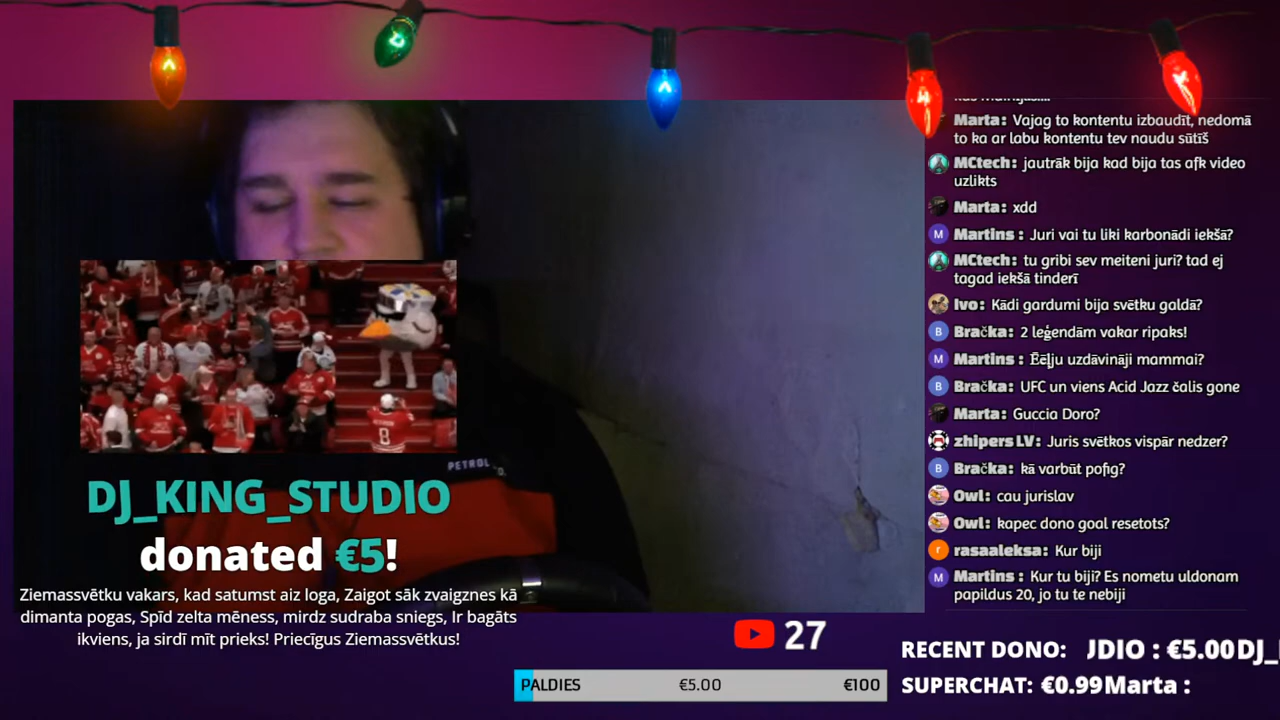 Marta: Vajag to kontentu izbaudīt, nedomā
to ka ar labu kontentu tev naudu sūtīš
MCtech: jautrāk bija kad bija tas afk video
uzlikts
Marta: xdd
Martins : Juri vai tu liki karbonādi iekšā?
MCtech: tu gribi sev meiteni juri? tad ej
tagad iekšā tinderī
Ivo: Kādi gardumi bija svētku galdā?
Bračka: 2 leģendām vakar ripaks!
Martins : Ēēļju uzdāvināji mammai?
Bračka: UFC un viens Acid Jazz čalis gone
Marta: Guccia Doro?
zhipersLV: Juris svētkos vispār nedzer?
Bračka: kā varbūt pofig?
Owl: cau jurislav
Owl: kapec dono goal resetots?
rasaaleksa: Kur biji
Martins : Kur tu biji? Es nometu uldonam
papildus 20, jo tu te nebiji
PETROL
8
DJ_KING_STUDIO
donated €5!
Ziemassvētku vakars, kad satumst aiz loga, Zaigot sāk zvaigznes kā
dimanta pogas, Spīd zelta mēness, mirdz sudraba sniegs, Ir bagāts
ikviens, ja sirdī mīt prieks! Priecīgus Ziemassvētkus!
27
PALDIES €5.00 €100
RECENT DONO: JDIO : €5.00DJ_
SUPERCHAT: €0.99Marta :